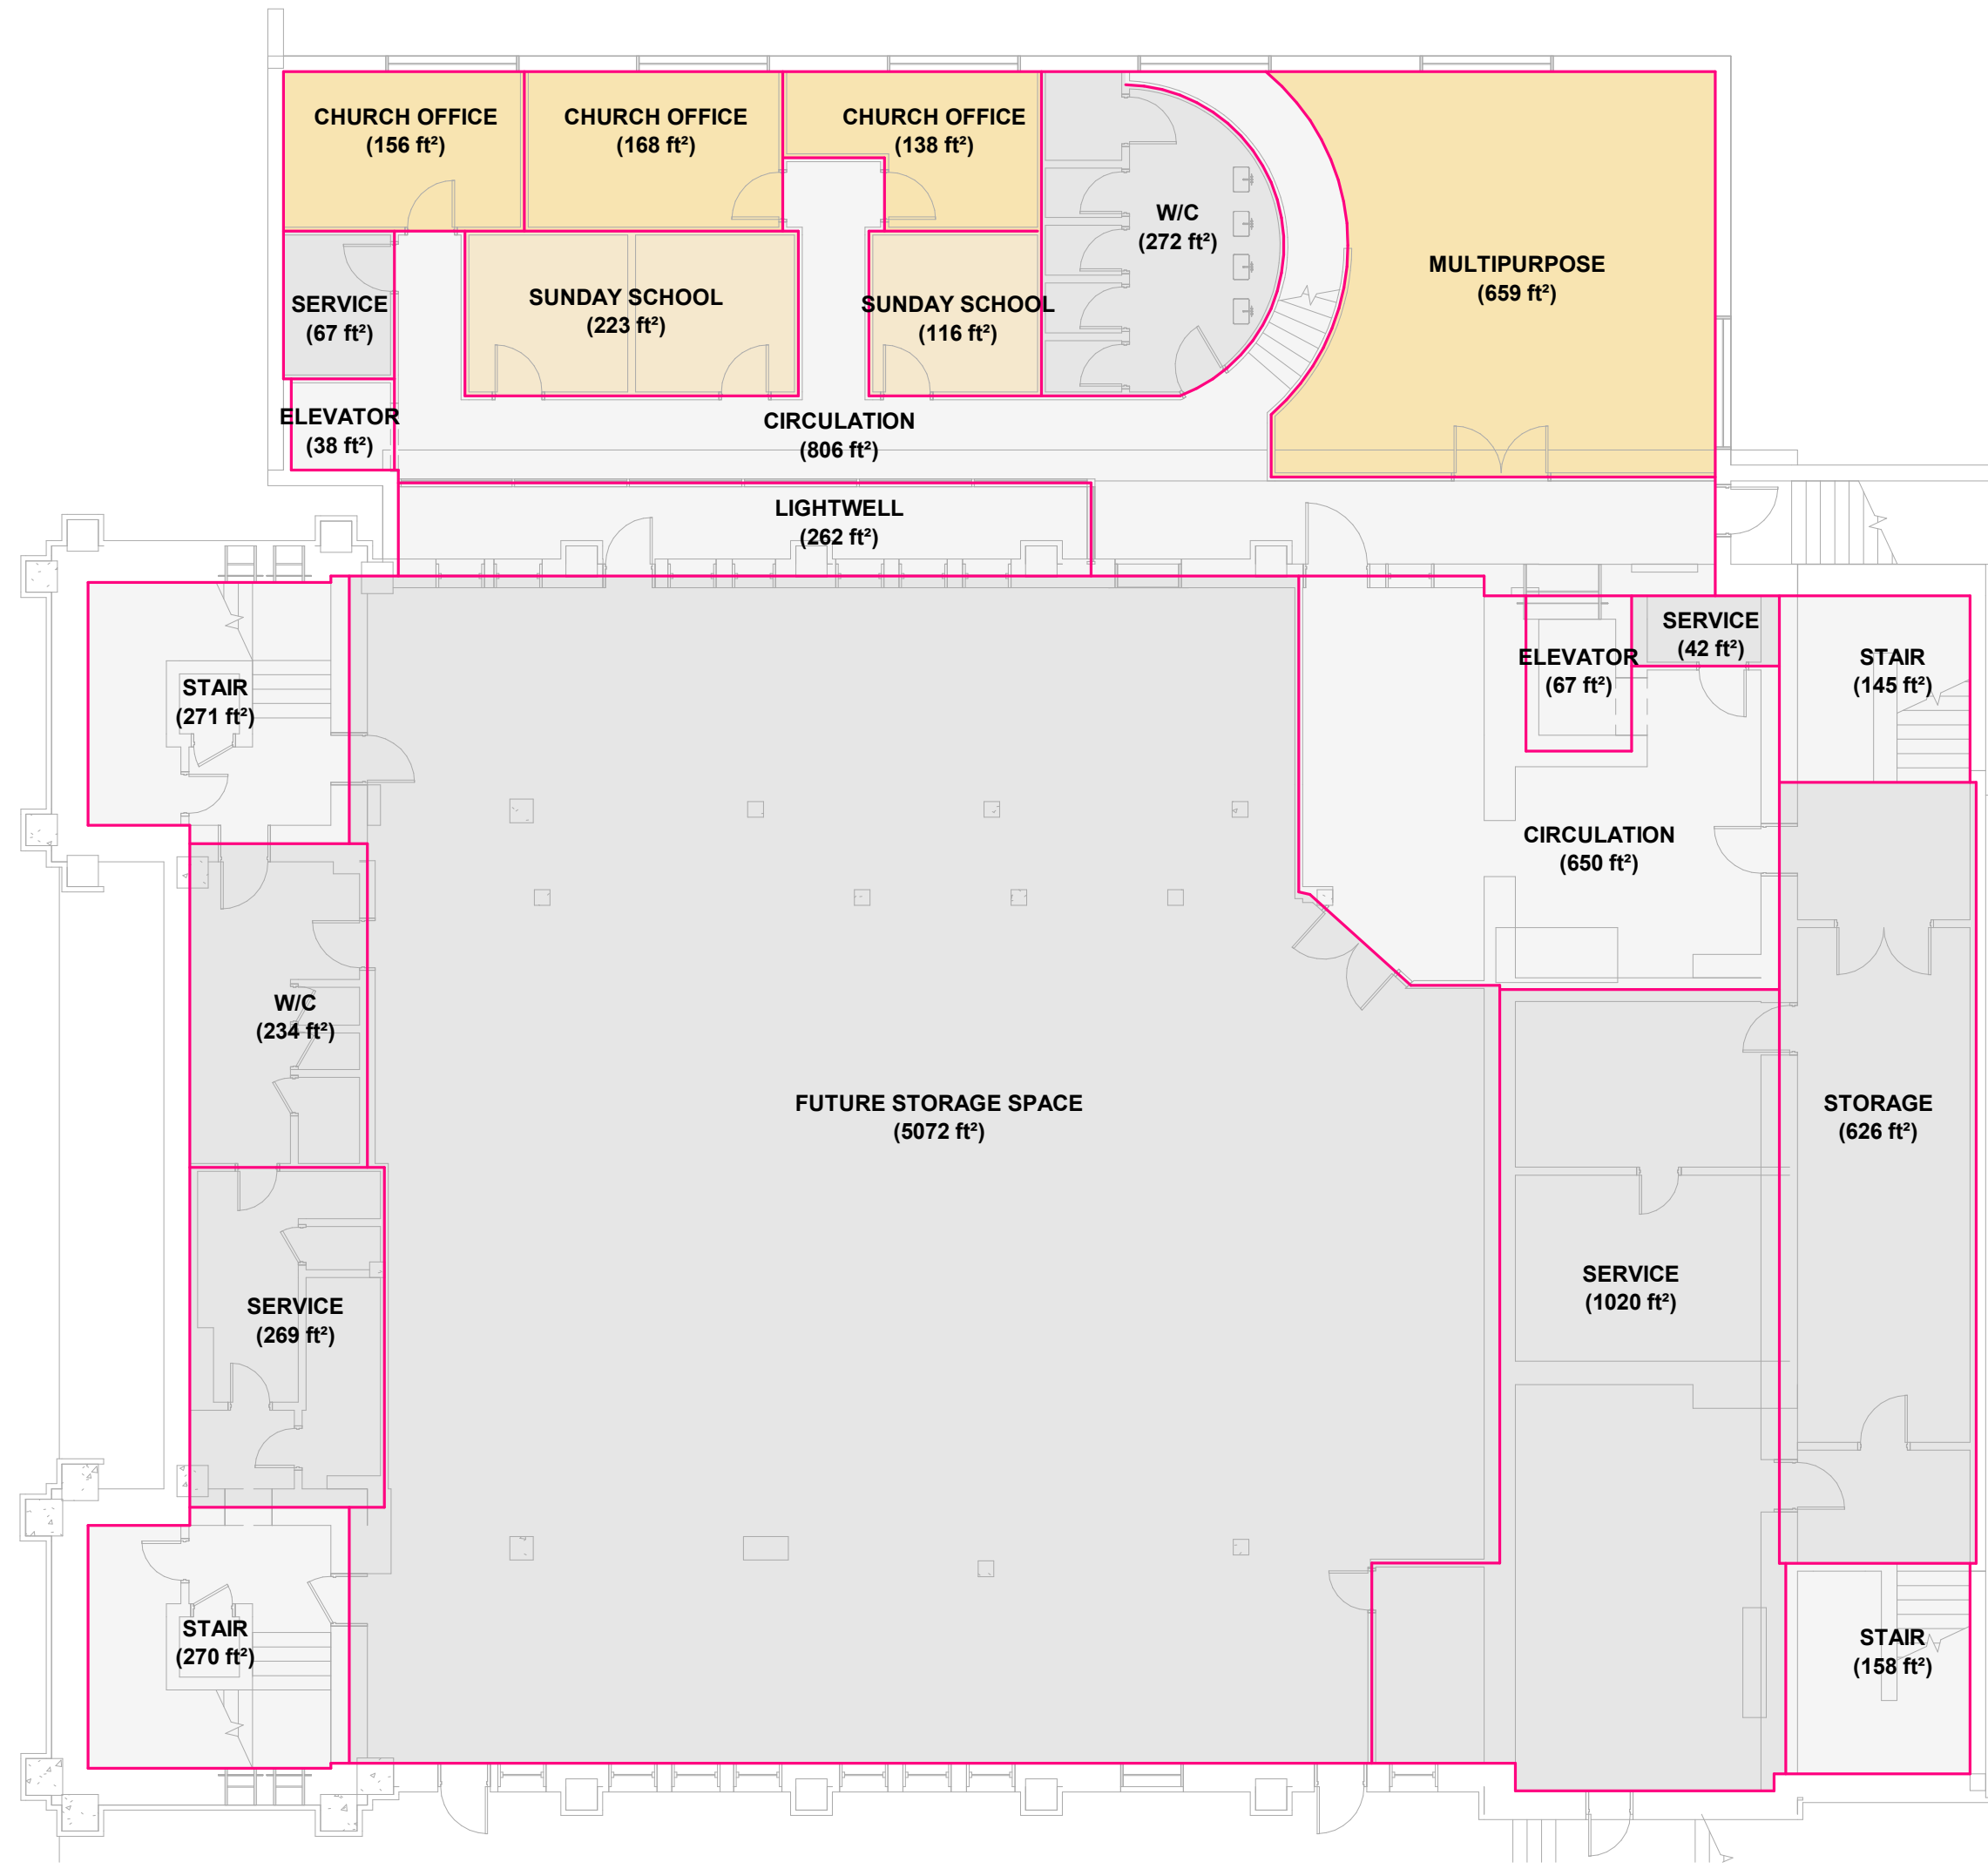 CHURCH OFFICE
(156 ft²)
CHURCH OFFICE
(168 ft²)
CHURCH OFFICE
(138 ft²)
W/C
(272 ft²)
MULTIPURPOSE
(659 ft²)
SERVICE
(67 ft²)
SUNDAY SCHOOL
(223 ft²)
SUNDAY SCHOOL
(116 ft²)
ELEVATOR
(38 ft²)
CIRCULATION
(806 ft²)
LIGHTWELL
(262 ft²)
STAIR
(271 ft²)
ELEVATOR
(67 ft²)
SERVICE
(42 ft²)
STAIR
(145 ft²)
CIRCULATION
(650 ft²)
W/C
(234 ft²)
FUTURE STORAGE SPACE
(5072 ft²)
STORAGE
(626 ft²)
SERVICE
(269 ft²)
SERVICE
(1020 ft²)
STAIR
(270 ft²)
STAIR
(158 ft²)